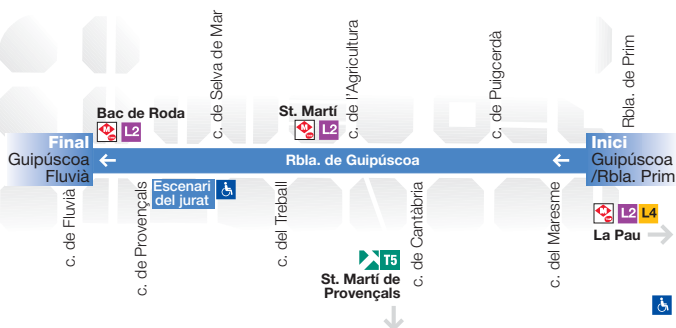 c. de Selva de Mar
c. de l'Agricultura
c. de Puigcerdà
Rbla. de Prim
Bac de Roda
M
L2
St. Martí
M
L2
Final
Guipúscoa
Fluvià
Rbla. de Guipúscoa
Inici
Guipúscoa
/Rbla. Prim
Escenari
del jurat
c. de Fluvià
c. de Provençals
c. del Treball
c. de Cantàbria
c. del Maresme
M
L2 L4
La Pau
T5
St. Martí de
Provençals